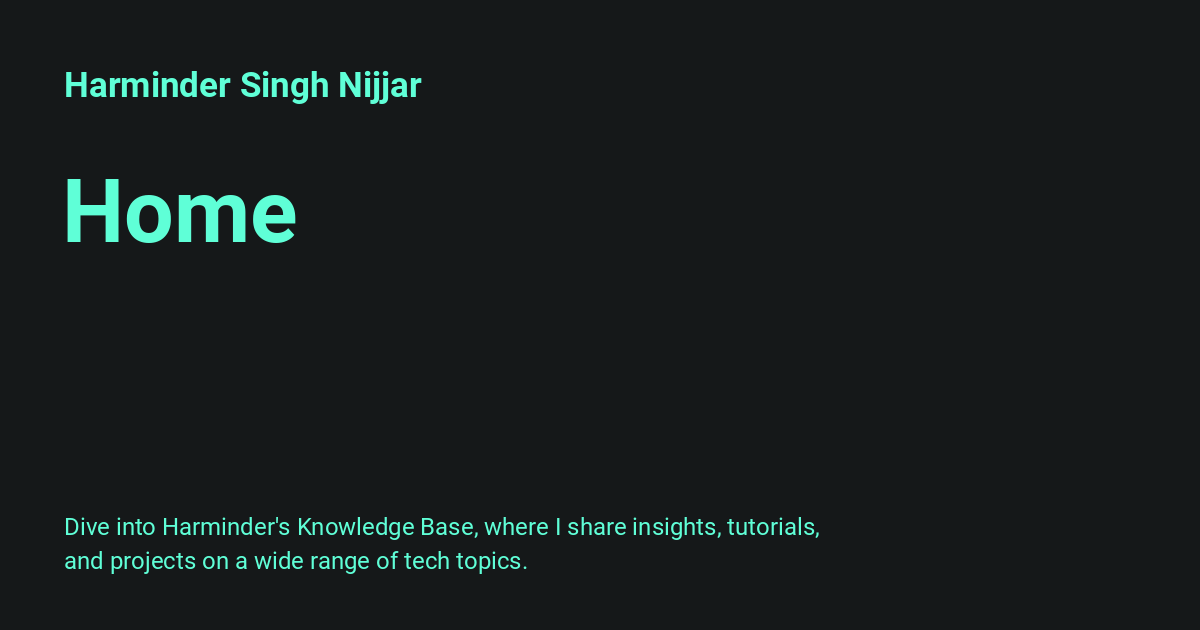 Harminder Singh Nijjar
Home
Dive into Harminder's Knowledge Base, where I share insights, tutorials,
and projects on a wide range of tech topics.